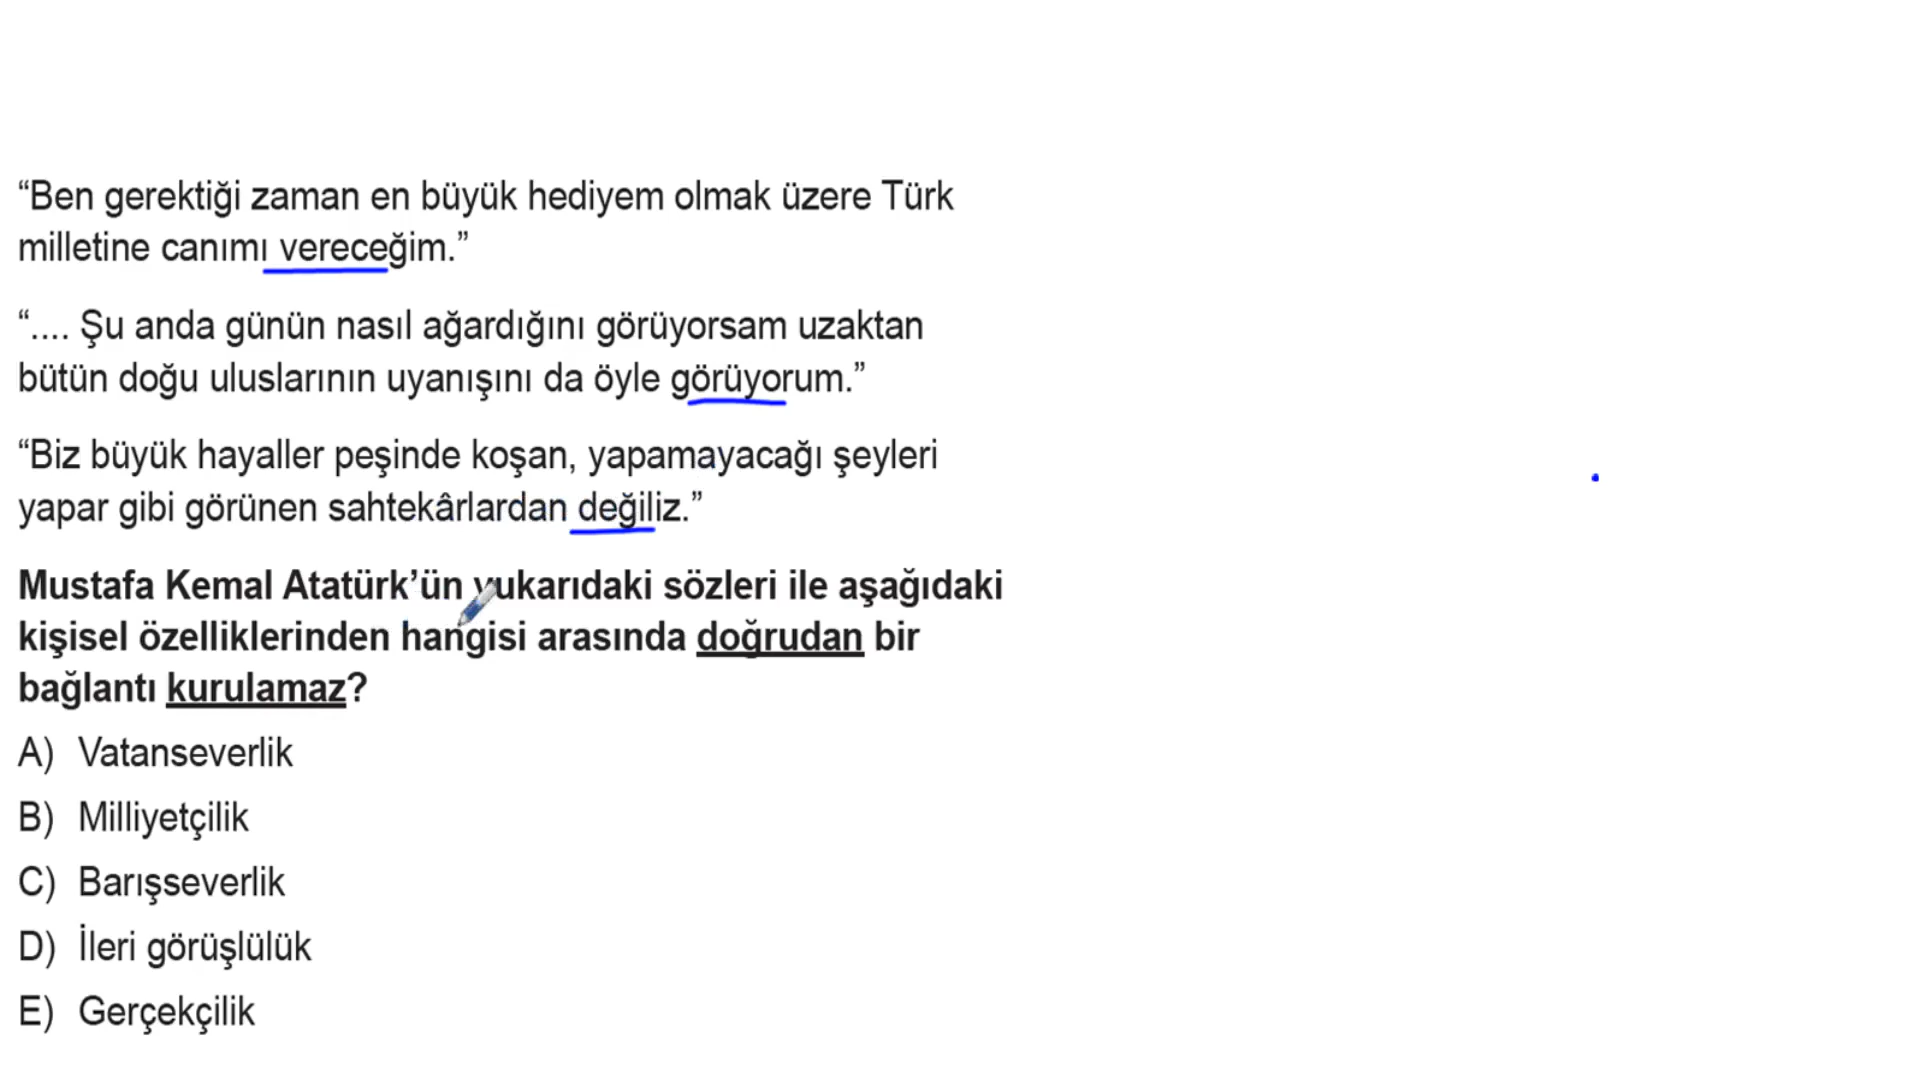 “Ben gerektiği zaman en büyük hediyem olmak üzere Türk
milletine canımı vereceğim.”
“.... Şu anda günün nasıl ağardığını görüyorsam uzaktan
bütün doğu uluslarının uyanışını da öyle görüyorum.”
“Biz büyük hayaller peşinde koşan, yapamayacağı şeyleri
yapar gibi görünen sahtekârlardan değiliz.”
Mustafa Kemal Atatürk’ün yukarıdaki sözleri ile aşağıdaki
kişisel özelliklerinden hangisi arasında doğrudan bir
bağlantı kurulamaz?
A) Vatanseverlik
B) Milliyetçilik
C) Barışseverlik
D) İleri görüşlülük
E) Gerçekçilik